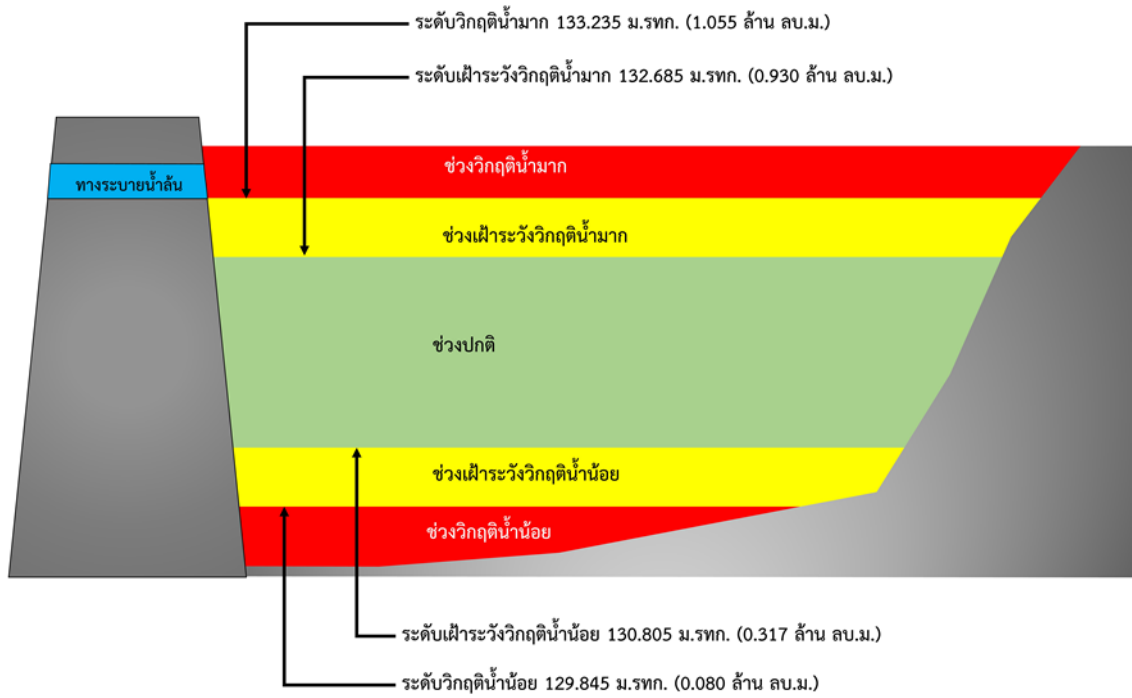 ระดับวิกฤติน้ำมาก 133.235 ม.รทก. (1.055 ล้าน ลบ.ม.)
ระดับเฝ้าระวังวิกฤติน้ำมาก 132.685 ม.รทก. (0.930 ล้าน ลบ.ม.)
ช่วงวิกฤติน้ำมาก
ทางระบายน้ำล้น
ช่วงเฝ้าระวังวิกฤติน้ำมาก
ช่วงปกติ
ช่วงเฝ้าระวังวิกฤติน้ำน้อย
ช่วงวิกฤติน้ำน้อย
ระดับเฝ้าระวังวิกฤติน้ำน้อย 130.805 ม.รทก. (0.317 ล้าน ลบ.ม.)
ระดับวิกฤติน้ำน้อย 129.845 ม.รทก. (0.080 ล้าน ลบ.ม.)